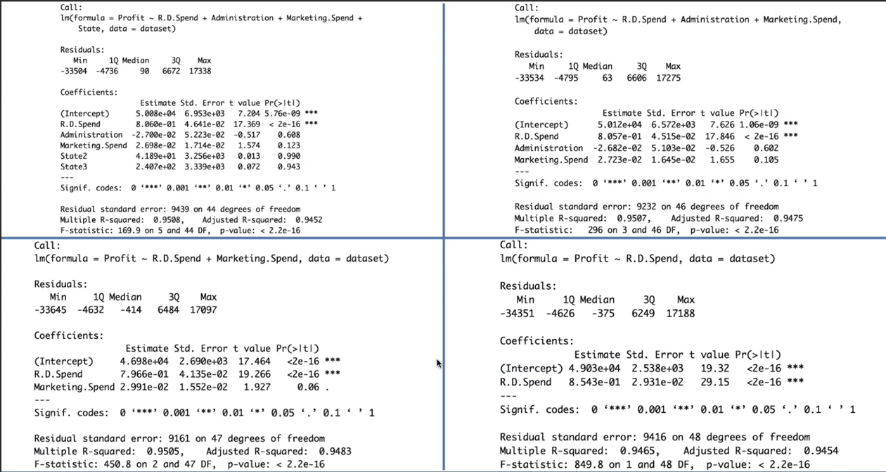 Call:
lm(formula = Profit ~ R.D.Spend + Administration + Marketing.Spend +
State, data = dataset)
Residuals:
Min 1Q Median 3Q Max
-33504 -4736 90 6672 17338
Coefficients:
Estimate Std. Error t value Pr(>|t|)
(Intercept) 5.008e+04 6.953e+03 7.204 5.76e-09 ***
R.D.Spend 8.060e-01 4.641e-02 17.369 < 2e-16 ***
Administration -2.700e-02 5.223e-02 -0.517 0.608
Marketing.Spend 2.698e-02 1.714e-02 1.574 0.123
State2 4.189e+01 3.256e+03 0.013 0.990
State3 2.407e+02 3.339e+03 0.072 0.943
---
Signif. codes: 0 ‘***’ 0.001 ‘**’ 0.01 ‘*’ 0.05 ‘.’ 0.1 ‘ ’ 1
Residual standard error: 9439 on 44 degrees of freedom
Multiple R-squared: 0.9508, Adjusted R-squared: 0.9452
F-statistic: 169.9 on 5 and 44 DF, p-value: < 2.2e-16
Call:
lm(formula = Profit ~ R.D.Spend + Administration + Marketing.Spend,
data = dataset)
Residuals:
Min 1Q Median 3Q Max
-33534 -4795 63 6606 17275
Coefficients:
Estimate Std. Error t value Pr(>|t|)
(Intercept) 5.012e+04 6.572e+03 7.626 1.06e-09 ***
R.D.Spend 8.057e-01 4.515e-02 17.846 < 2e-16 ***
Administration -2.682e-02 5.103e-02 -0.526 0.602
Marketing.Spend 2.723e-02 1.645e-02 1.655 0.105
---
Signif. codes: 0 ‘***’ 0.001 ‘**’ 0.01 ‘*’ 0.05 ‘.’ 0.1 ‘ ’ 1
Residual standard error: 9232 on 46 degrees of freedom
Multiple R-squared: 0.9507, Adjusted R-squared: 0.9475
F-statistic: 296 on 3 and 46 DF, p-value: < 2.2e-16
Call:
lm(formula = Profit ~ R.D.Spend + Marketing.Spend, data = dataset)
Residuals:
Min 1Q Median 3Q Max
-33645 -4632 -414 6484 17097
Coefficients:
Estimate Std. Error t value Pr(>|t|)
(Intercept) 4.698e+04 2.690e+03 17.464 <2e-16 ***
R.D.Spend 7.966e-01 4.135e-02 19.266 <2e-16 ***
Marketing.Spend 2.991e-02 1.552e-02 1.927 0.06 .
---
Signif. codes: 0 ‘***’ 0.001 ‘**’ 0.01 ‘*’ 0.05 ‘.’ 0.1 ‘ ’ 1
Residual standard error: 9161 on 47 degrees of freedom
Multiple R-squared: 0.9505, Adjusted R-squared: 0.9483
F-statistic: 450.8 on 2 and 47 DF, p-value: < 2.2e-16
Call:
lm(formula = Profit ~ R.D.Spend, data = dataset)
Residuals:
Min 1Q Median 3Q Max
-34351 -4626 -375 6249 17188
Coefficients:
Estimate Std. Error t value Pr(>|t|)
(Intercept) 4.903e+04 2.538e+03 19.32 <2e-16 ***
R.D.Spend 8.543e-01 2.931e-02 29.15 <2e-16 ***
---
Signif. codes: 0 ‘***’ 0.001 ‘**’ 0.01 ‘*’ 0.05 ‘.’ 0.1 ‘ ’ 1
Residual standard error: 9416 on 48 degrees of freedom
Multiple R-squared: 0.9465, Adjusted R-squared: 0.9454
F-statistic: 849.8 on 1 and 48 DF, p-value: < 2.2e-16